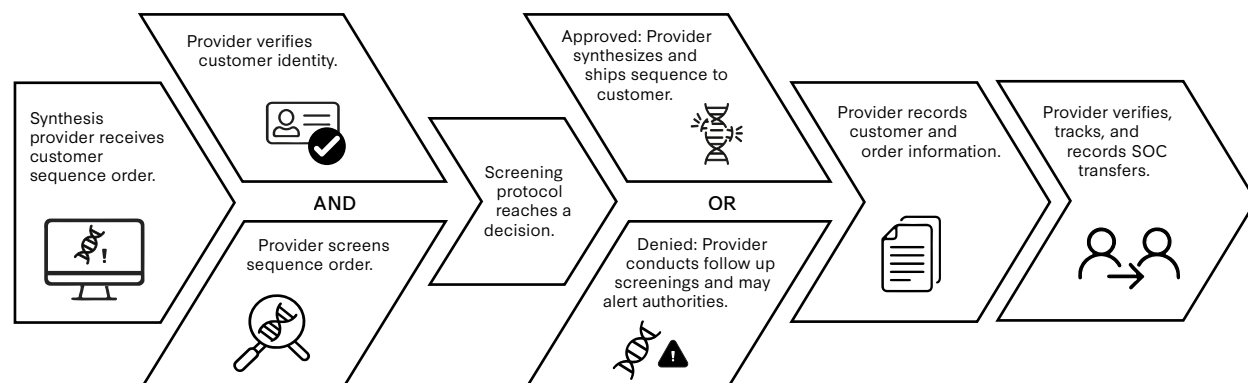 Synthesis
provider receives
customer
sequence order.
Provider verifies
customer identity.
AND
Provider screens
sequence order.
Screening
protocol
reaches a
decision.
Approved: Provider
synthesizes and
ships sequence to
customer.
OR
Denied: Provider
conducts follow up
screenings and may
alert authorities.
Provider records
customer and
order information.
Provider verifies,
tracks, and
records SOC
transfers.